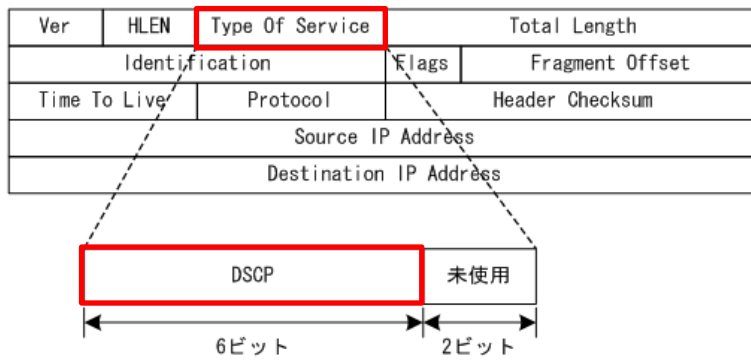 Ver HLEN Type Of Service Total Length
Identification Flags Fragment Offset
Time To Live Protocol Header Checksum
Source IP Address
Destination IP Address
DSCP 未使用
6ビット 2ビット